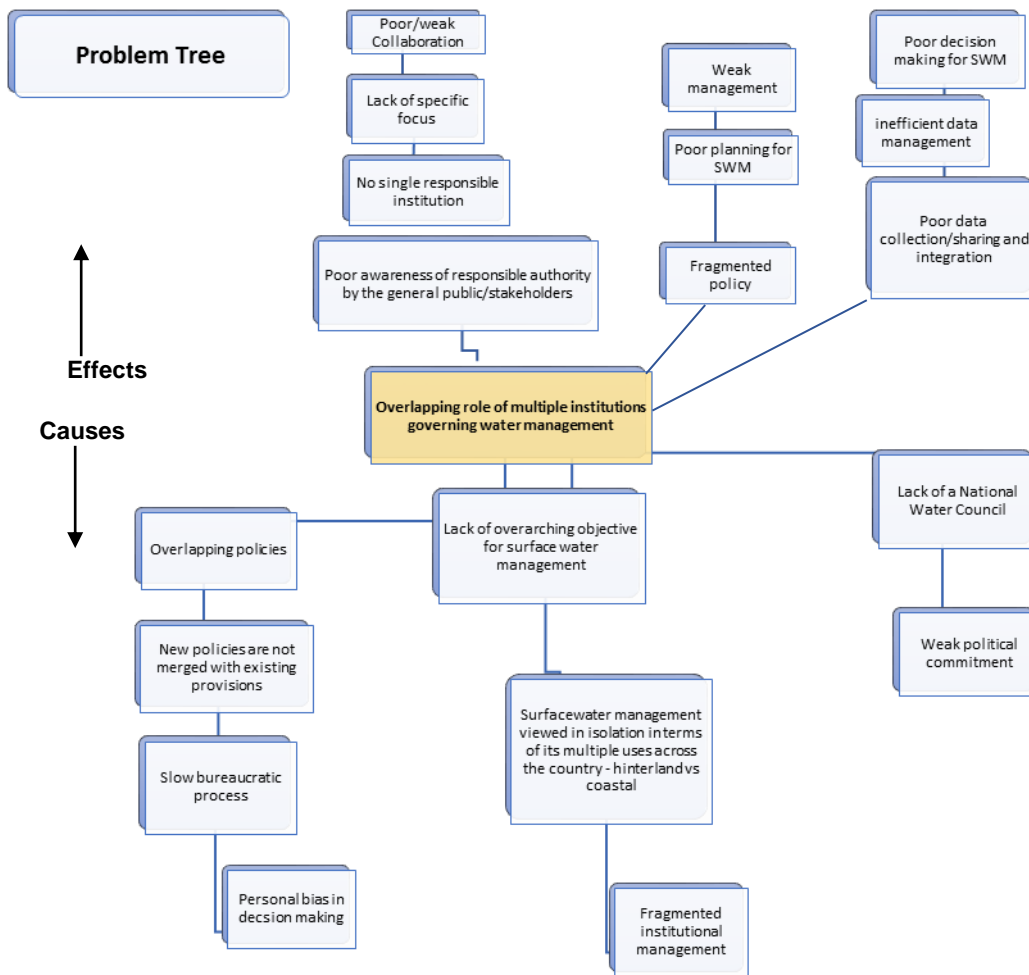 Problem Tree
Poor/weak
Collaboration
Lack of specific
focus
No single responsible
institution
Poor awareness of responsible authority
by the general public/stakeholders
Weak
management
Poor planning for
SWM
Fragmented
policy
Poor decision
making for SWM
inefficient data
management
Poor data
collection/sharing and
integration
Effects
Causes
Overlapping role of multiple institutions
governing water management
Overlapping policies
New policies are not
merged with existing
provisions
Slow bureaucratic
process
Personal bias in
decsion making
Lack of overarching objective
for surface water
management
Surfacewater management
viewed in isolation in terms
of its multiple uses across
the country - hinterland vs
coastal
Fragmented
institutional
management
Lack of a National
Water Council
Weak political
commitment